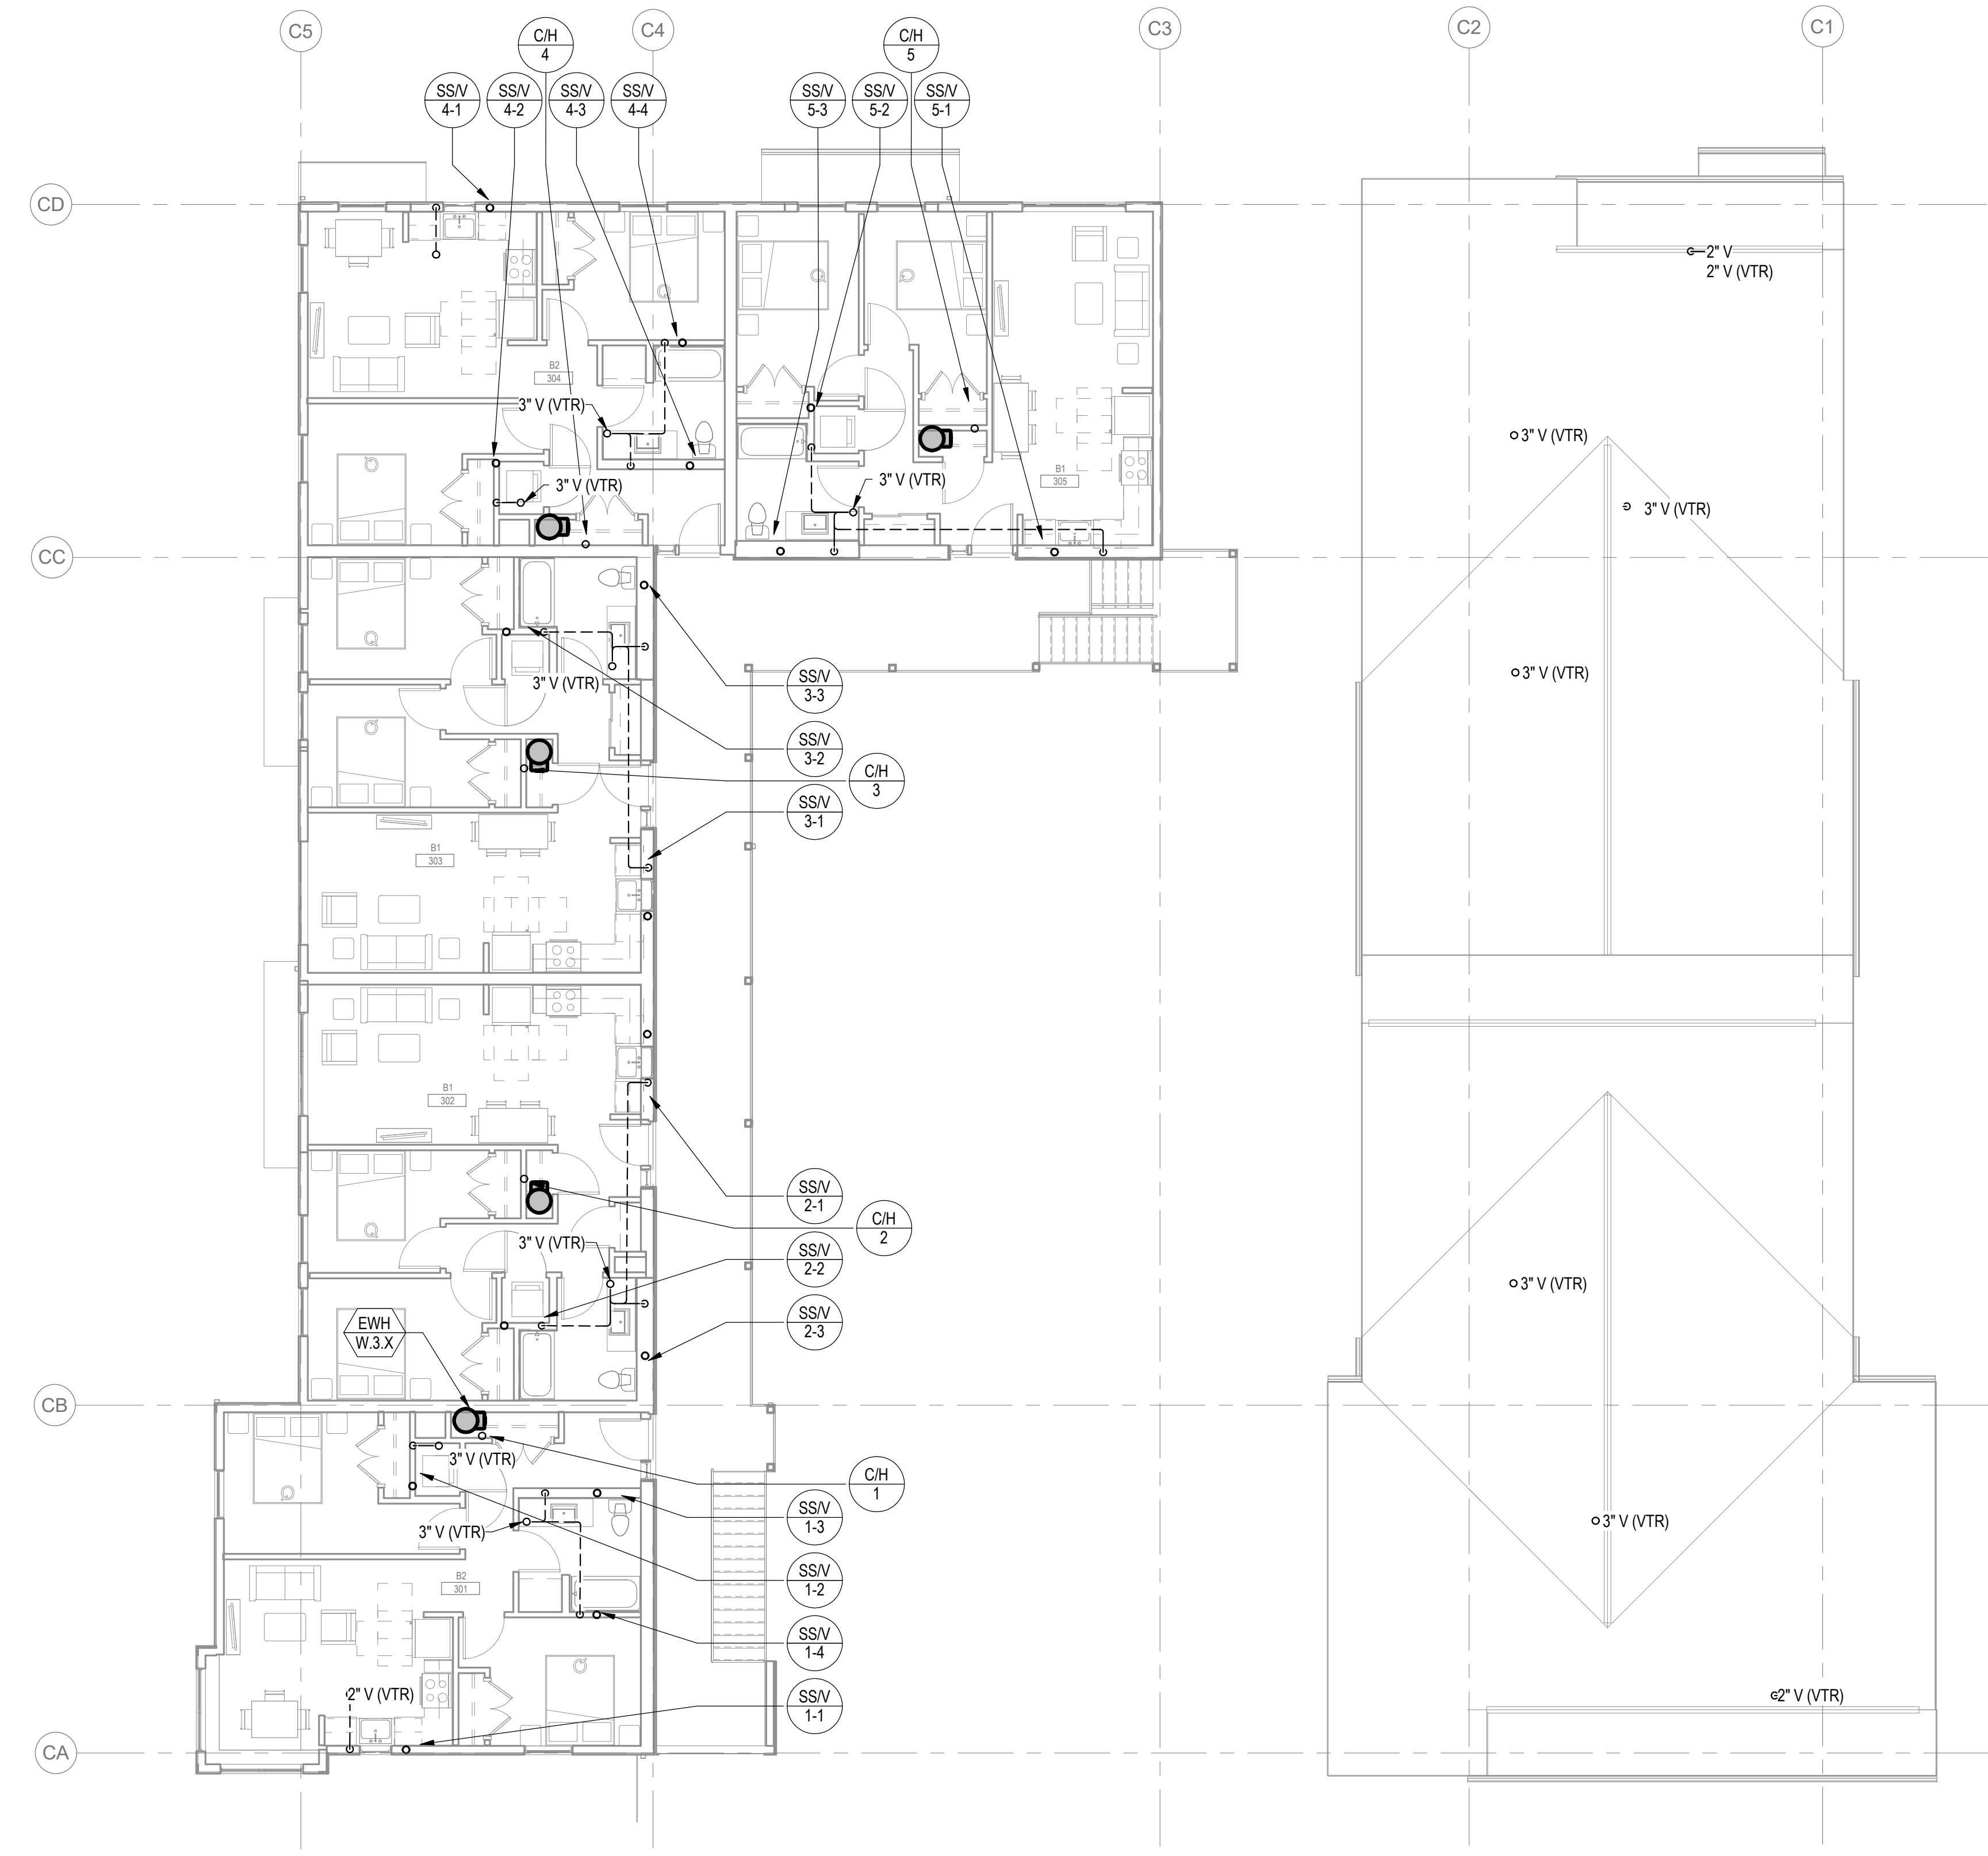 C5
C/H
4
C4
C/H
5
C3
C2
C1
SS/V
4-1
SS/V
4-2
SS/V
4-3
SS/V
4-4
SS/V
5-3
SS/V
5-2
SS/V
5-1
CD
2" V
2" V (VTR)
B2
304
3" V (VTR)
3" V (VTR)
3" V (VTR)
B1
305
3" V (VTR)
3" V (VTR)
CC
3" V (VTR)
SS/V
3-3
3" V (VTR)
SS/V
3-2
C/H
3
SS/V
3-1
B1
303
B1
302
SS/V
2-1
C/H
2
3" V (VTR)
SS/V
2-2
3" V (VTR)
EWH
W.3.X
SS/V
2-3
CB
3" V (VTR)
C/H
1
SS/V
1-3
3" V (VTR)
3" V (VTR)
B2
301
SS/V
1-2
SS/V
1-4
2" V (VTR)
SS/V
1-1
2" V (VTR)
CA